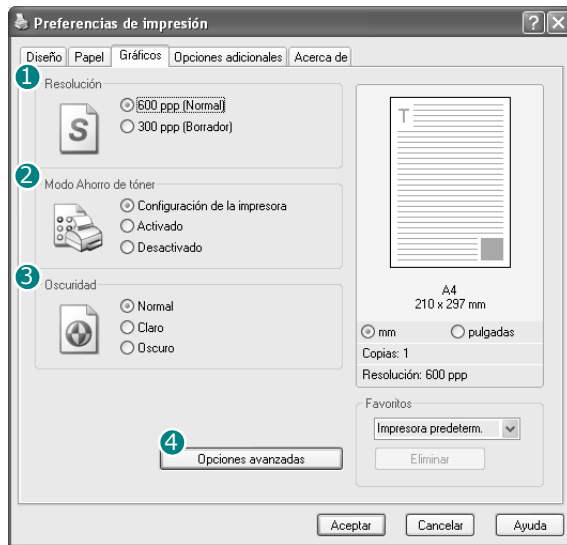 Preferencias de impresión
Diseño Papel Gráficos Opciones adicionales Acerca de
1
Resolución
S
600 ppp (Normal)
300 ppp (Borrador)
2
Modo Ahorro de tóner
Configuración de la impresora
Activado
Desactivado
3
Oscuridad
Normal
Claro
Oscuro
4
Opciones avanzadas
T
A4
210 x 297 mm
mm pulgadas
Copias: 1
Resolución: 600 ppp
Favoritos
Impresora predeterm.
Eliminar
Aceptar Cancelar Ayuda